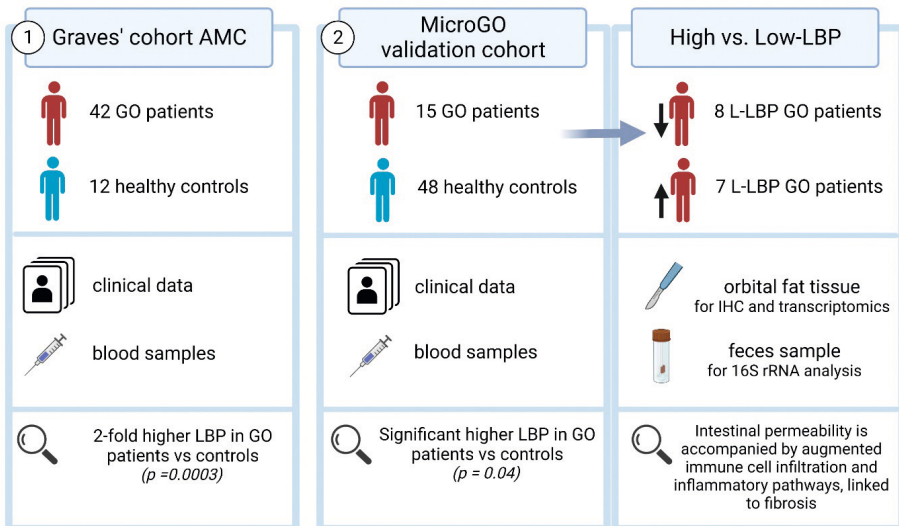 1
Graves' cohort AMC
42 GO patients
12 healthy controls
clinical data
blood samples
2-fold higher LBP in GO
patients vs controls
(p =0.0003)
2
MicroGO
validation cohort
15 GO patients
48 healthy controls
clinical data
blood samples
Significant higher LBP in GO
patients vs controls
(p = 0.04)
High vs. Low-LBP
8 L-LBP GO patients
7 L-LBP GO patients
orbital fat tissue
for IHC and transcriptomics
feces sample
for 16S rRNA analysis
Intestinal permeability is
accompanied by augmented
immune cell infiltration and
inflammatory pathways, linked
to fibrosis